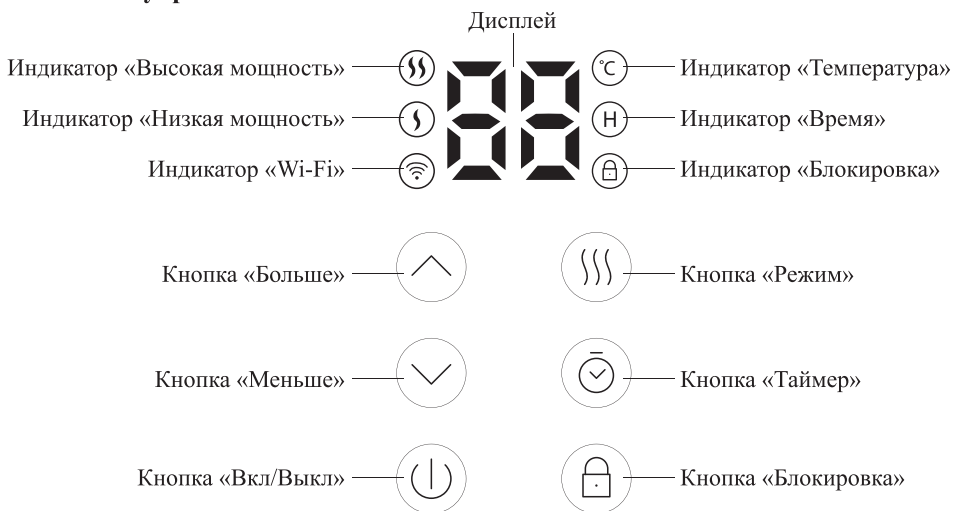 Дисплей
Индикатор «Высокая мощность»
Индикатор «Температура»
°C
Индикатор «Низкая мощность»
Индикатор «Время»
H
Индикатор «Wi-Fi»
Индикатор «Блокировка»
88
Кнопка «Больше»
Кнопка «Режим»
Кнопка «Меньше»
Кнопка «Таймер»
Кнопка «Вкл/Выкл»
Кнопка «Блокировка»